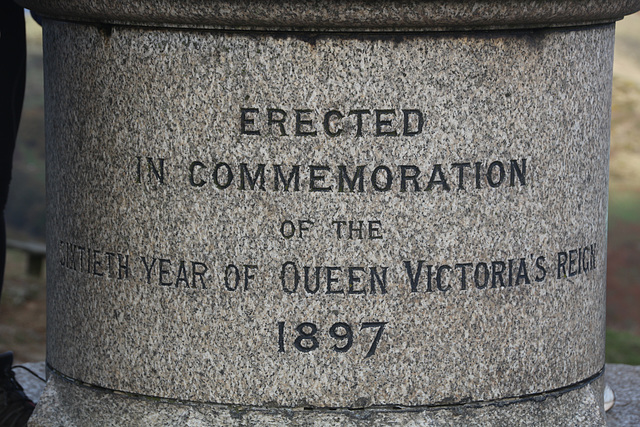 ERECTED
IN COMMEMORATION
OF THE
SIXTIETH YEAR OF QUEEN VICTORIA'S REIGN
1897